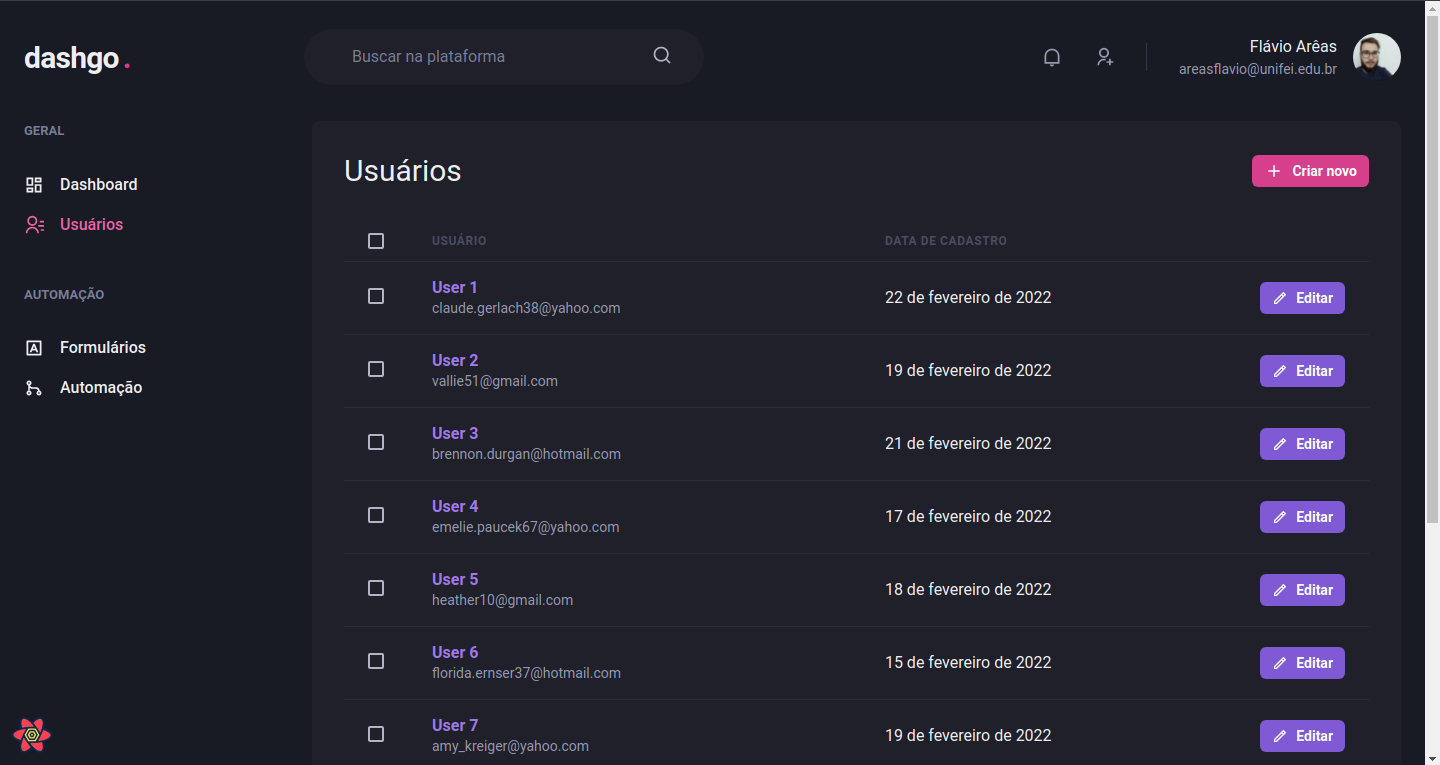 dashgo.
Buscar na plataforma
Flávio Arêas
areasflavio@unifei.edu.br
GERAL
Dashboard
Usuários
AUTOMAÇÃO
Formulários
Automação
Usuários
Criar novo
USUÁRIO DATA DE CADASTRO
User 1
claude.gerlach38@yahoo.com
22 de fevereiro de 2022
Editar
User 2
vallie51@gmail.com
19 de fevereiro de 2022
Editar
User 3
brennon.durgan@hotmail.com
21 de fevereiro de 2022
Editar
User 4
emelie.paucek67@yahoo.com
17 de fevereiro de 2022
Editar
User 5
heather10@gmail.com
18 de fevereiro de 2022
Editar
User 6
florida.ernser37@hotmail.com
15 de fevereiro de 2022
Editar
User 7
amy_kreiger@yahoo.com
19 de fevereiro de 2022
Editar